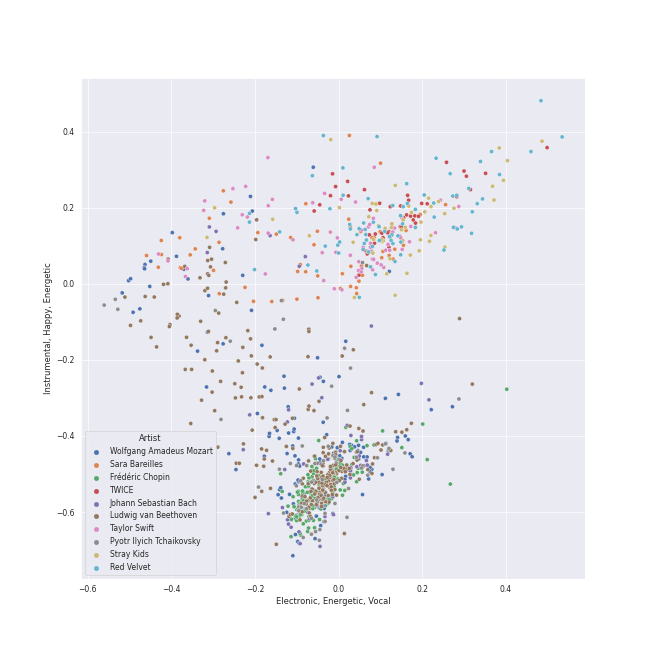 0.4
0.2
0.0
−0.2
−0.4
−0.6
Instrumental, Happy, Energetic
Artist
Wolfgang Amadeus Mozart
Sara Bareilles
Frédéric Chopin
TWICE
Johann Sebastian Bach
Ludwig van Beethoven
Taylor Swift
Pyotr Ilyich Tchaikovsky
Stray Kids
Red Velvet
−0.6 −0.4 −0.2 0.0 0.2 0.4
Electronic, Energetic, Vocal